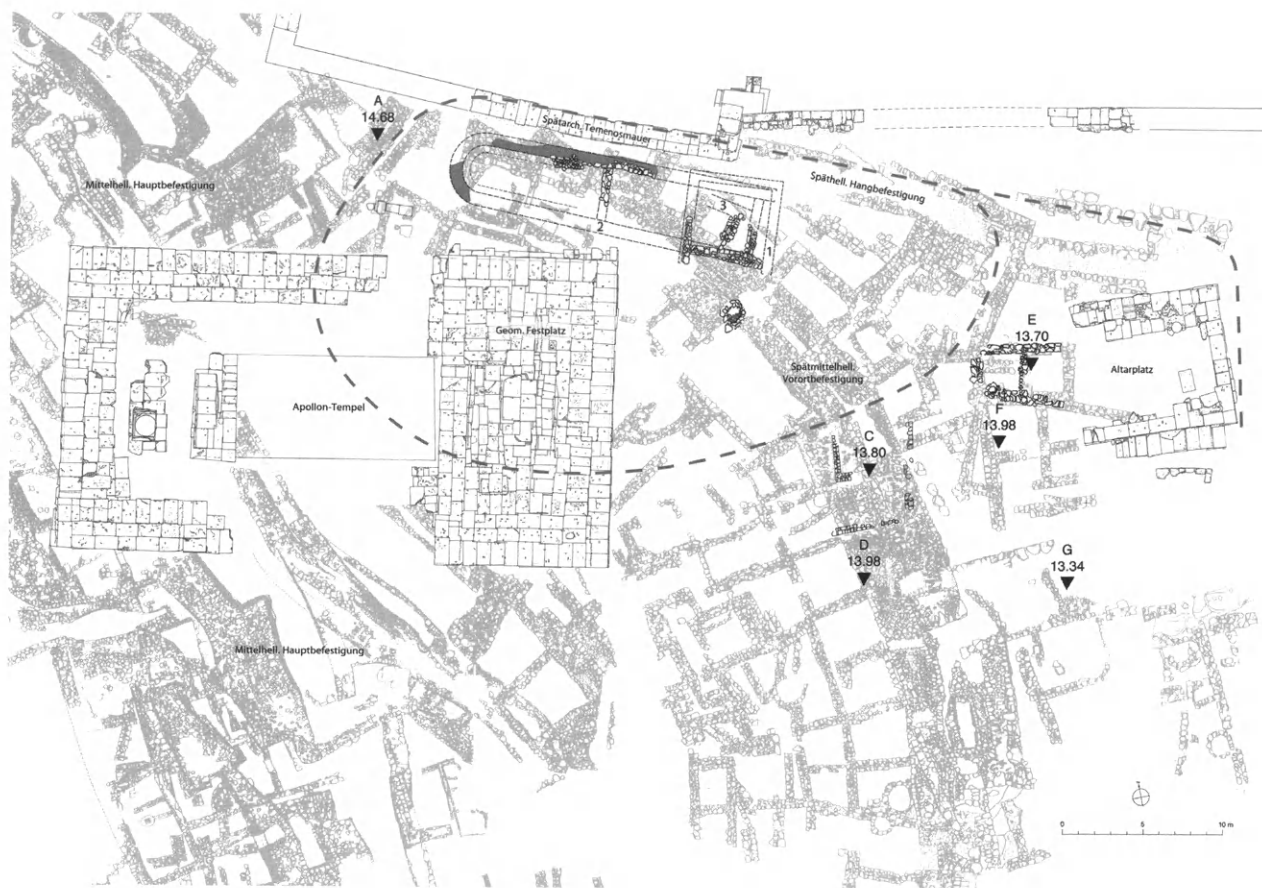 A
14.68
Spätarch. Temenosmauer
Mittelhell. Hauptbefestigung
Späthell. Hangbefestigung
3
2
1
Geom. Festplatz
E
13.70
Spätmittelhell.
Vorortbefestigung
Altarplatz
Apollon-Tempel
F
13.98
C
13.80
D
13.98
G
13.34
Mittelhell. Hauptbefestigung
0
5
10 m